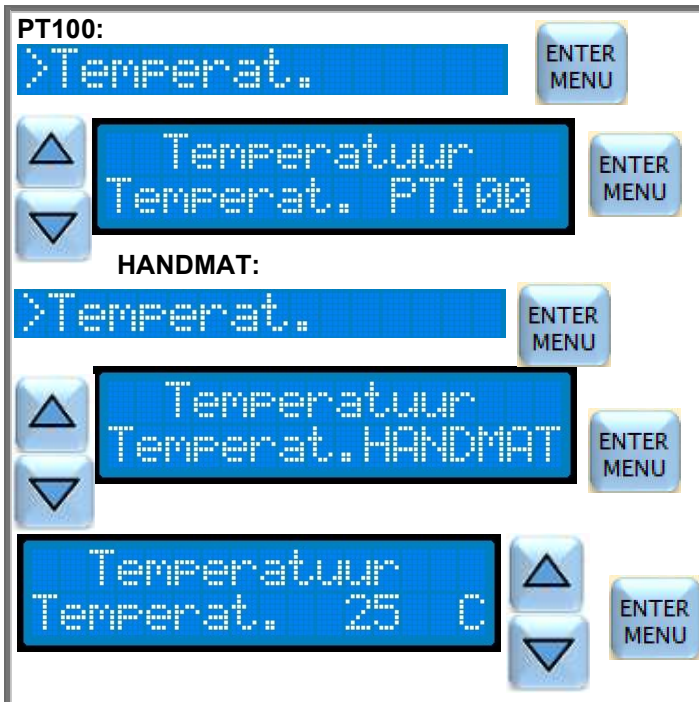 PT100:
>Temperat.
ENTER
MENU
Temperatuur
Temperat. PT100
ENTER
MENU
HANDMAT:
>Temperat.
ENTER
MENU
Temperatuur
Temperat.HANDMAT
ENTER
MENU
Temperatuur
Temperat. 25 C
ENTER
MENU